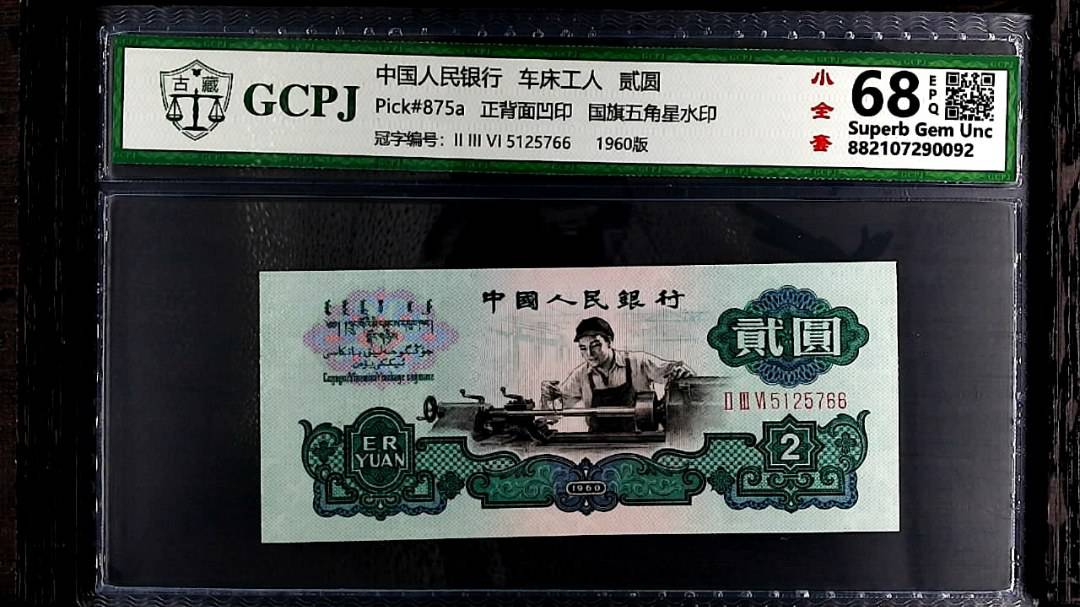 古藏
GCPJ
中国人民银行 车床工人 贰圆
Pick#875a 正背面凹印 国旗五角星水印
冠字编号: II III VI 5125766 1960版
小全套
68
EPQ
Superb Gem Unc
882107290092
中國人民銀行
貳圓
II III VI 5125766
ER
YUAN
1960
2